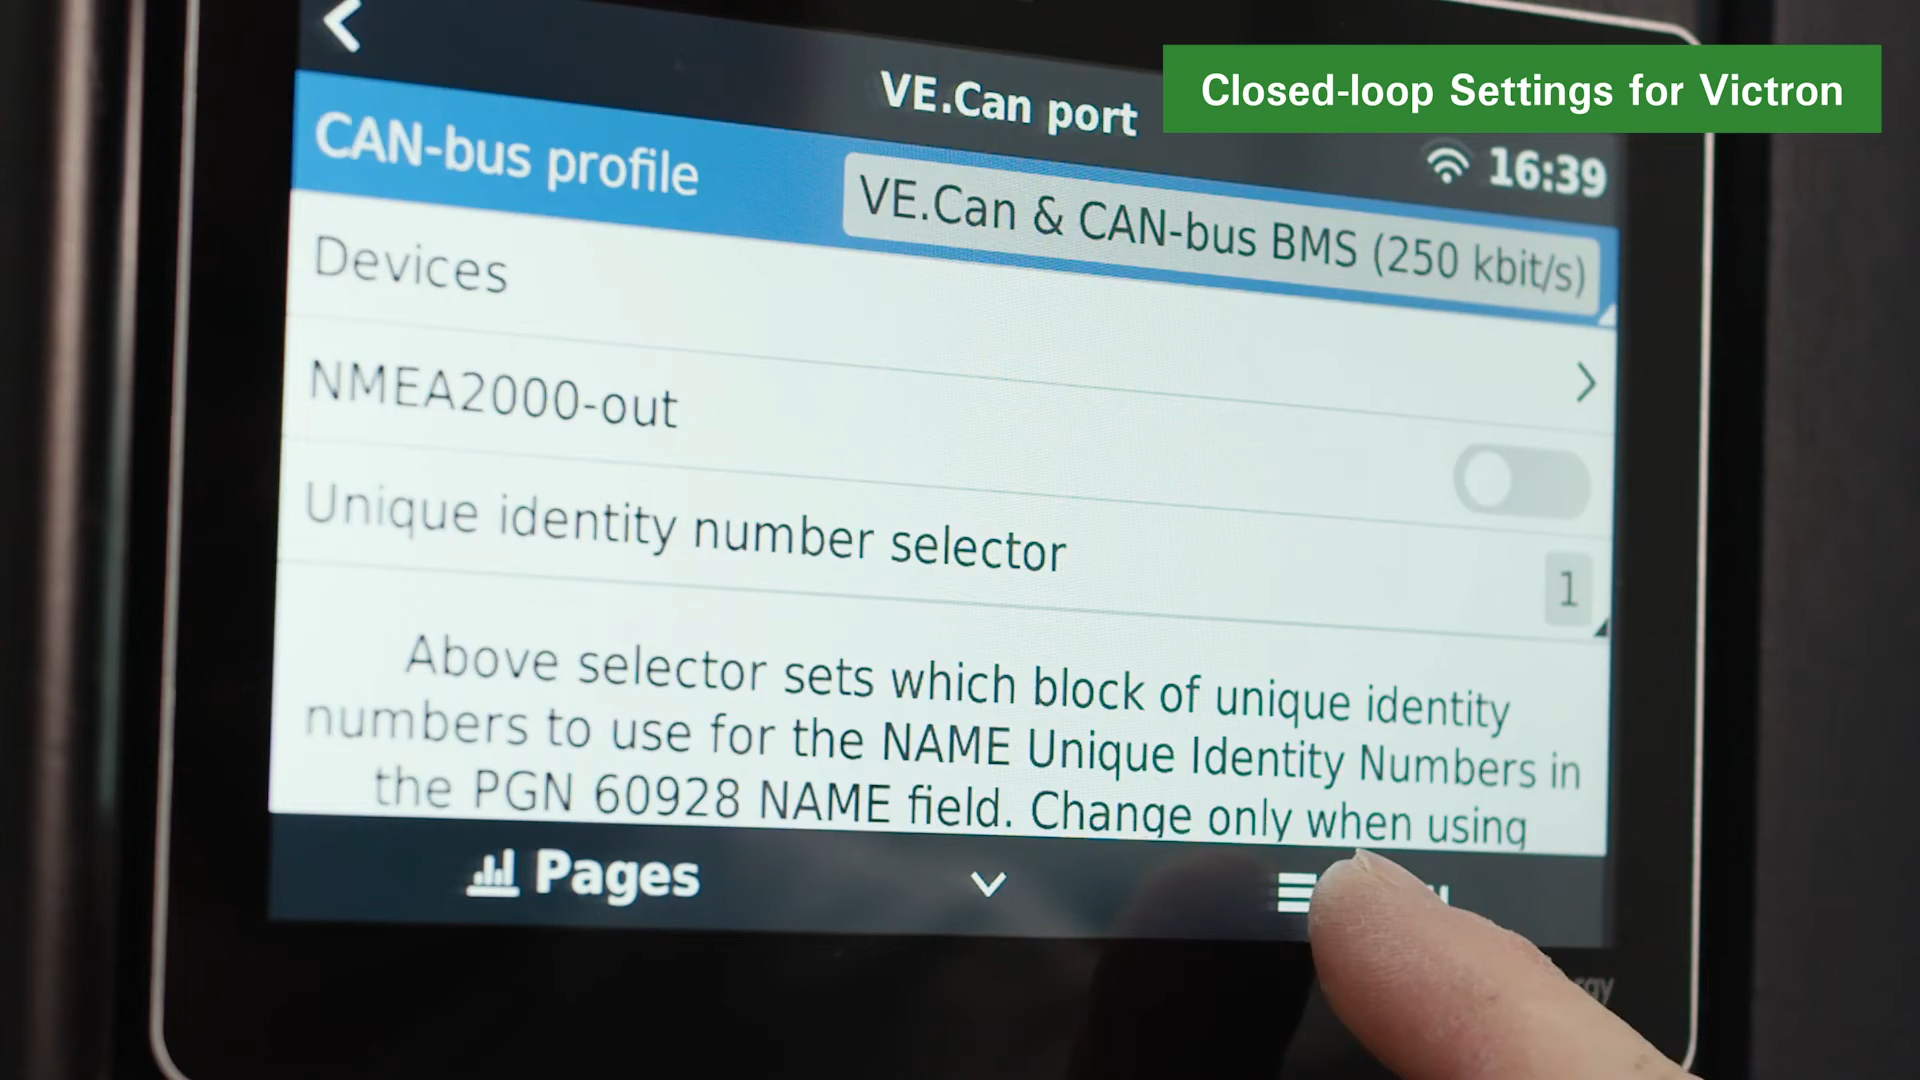 Closed-loop Settings for Victron
VE.Can port
16:39
CAN-bus profile
VE.Can & CAN-bus BMS (250 kbit/s)
Devices
NMEA2000-out
Unique identity number selector
1
Above selector sets which block of unique identity
numbers to use for the NAME Unique Identity Numbers in
the PGN 60928 NAME field. Change only when using
Pages